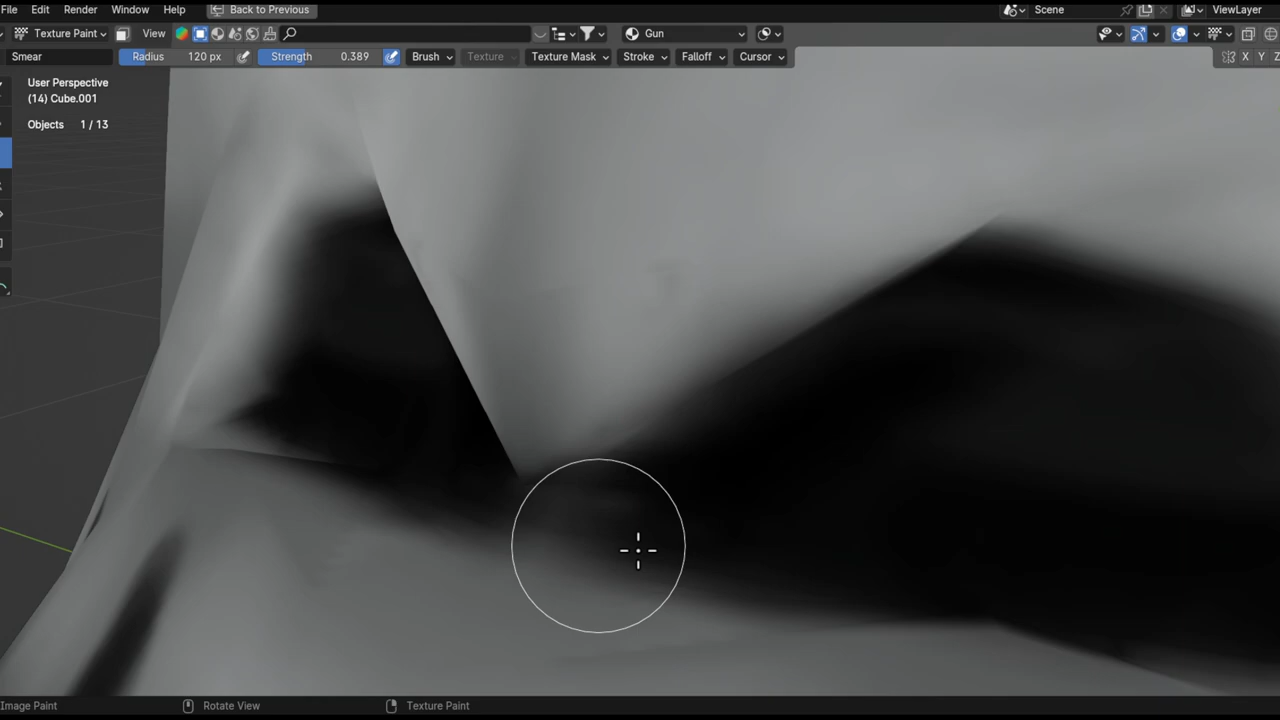 File Edit Render Window Help Back to Previous Scene ViewLayer
Texture Paint View Gun
Smear Radius 120 px Strength 0.389 Brush Texture Texture Mask Stroke Falloff Cursor X Y Z
User Perspective
(14) Cube.001
Objects 1 / 13
Image Paint Rotate View Texture Paint